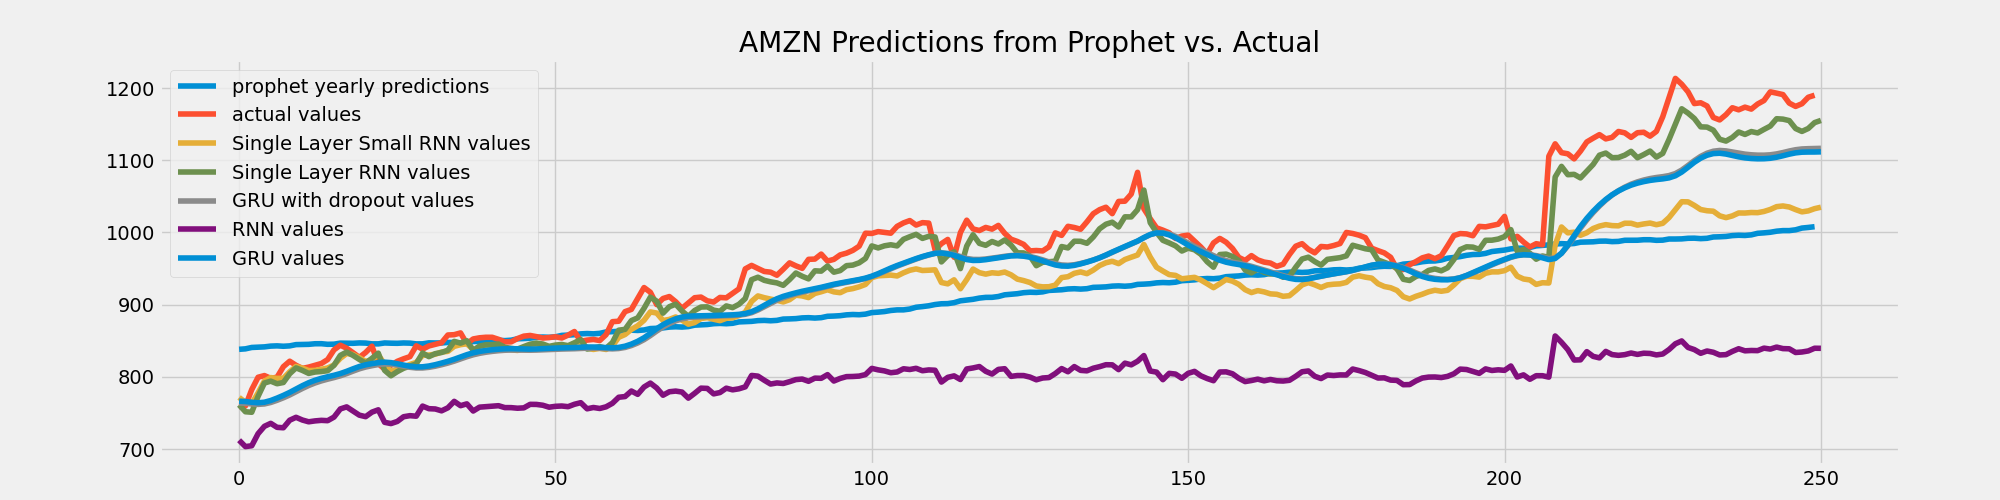 AMZN Predictions from Prophet vs. Actual
prophet yearly predictions
actual values
Single Layer Small RNN values
Single Layer RNN values
GRU with dropout values
RNN values
GRU values
1200
1100
1000
900
800
700
0 50 100 150 200 250